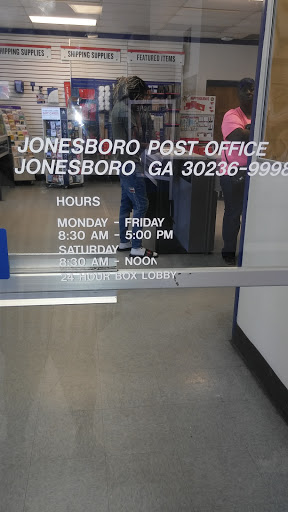 SHIPPING SUPPLIES
SHIPPING SUPPLIES
FEATURED ITEMS
JONESBORO POST OFFICE
JONESBORO GA 30236-9998
HOURS
MONDAY - FRIDAY
8:30 AM - 5:00 PM
SATURDAY
8:30 AM - NOON
24-HOUR BOX LOBBY